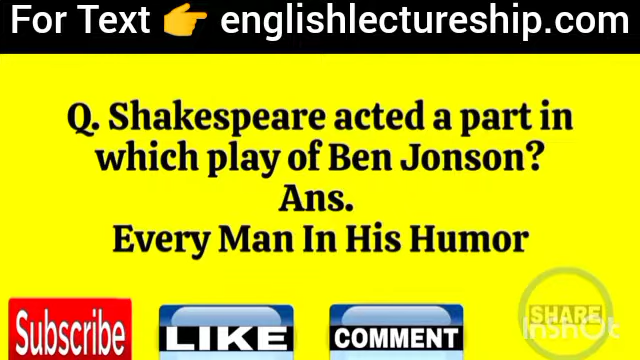 For Text 👉 englishlectureship.com
Q. Shakespeare acted a part in
which play of Ben Jonson?
Ans.
Every Man In His Humor
Subscribe
LIKE
COMMENT
SHARE
InShOt